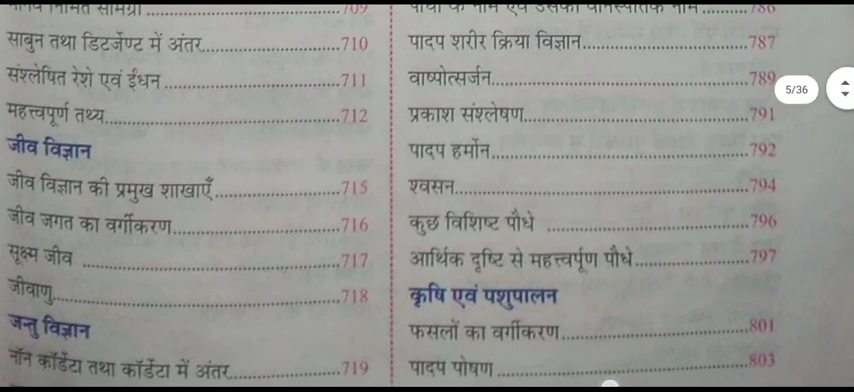 709
साबुन तथा डिटर्जेण्ट में अंतर.....710
संश्लेषित रेशे एवं ईंधन.....711
महत्त्वपूर्ण तथ्य.....712
जीव विज्ञान
जीव विज्ञान की प्रमुख शाखाएँ.....715
जीव जगत का वर्गीकरण.....716
सूक्ष्म जीव.....717
जीवाणु.....718
जन्तु विज्ञान
नॉन कॉर्डेटा तथा कॉर्डेटा में अंतर.....719
786
पादप शरीर क्रिया विज्ञान.....787
वाष्पोत्सर्जन.....789
प्रकाश संश्लेषण.....791
पादप हर्मोन.....792
श्वसन.....794
कुछ विशिष्ट पौधे.....796
आर्थिक दृष्टि से महत्त्वपूर्ण पौधे.....797
कृषि एवं पशुपालन
फसलों का वर्गीकरण.....801
पादप पोषण.....803
5/36